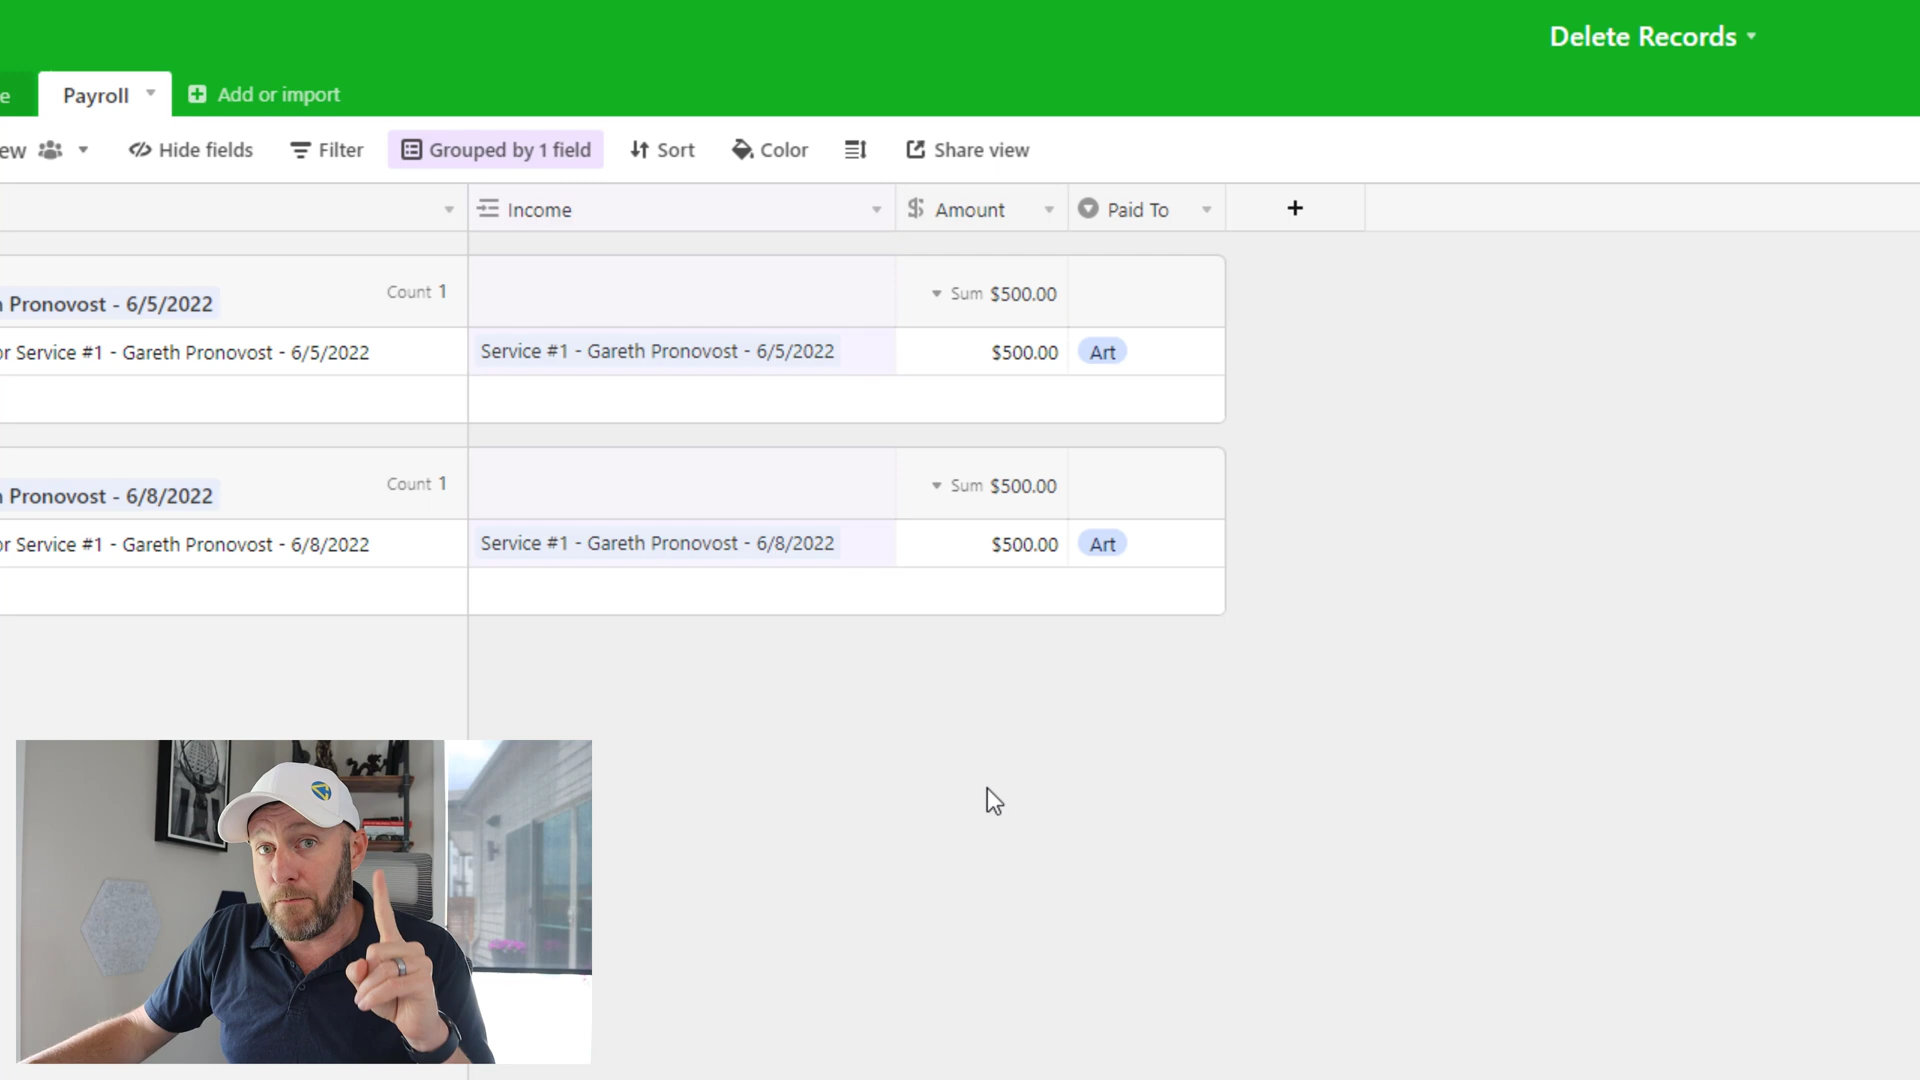 Delete Records
e Payroll Add or import
ew Hide fields Filter Grouped by 1 field Sort Color Share view
Income Amount Paid To
n Pronovost - 6/5/2022 Count 1 Sum $500.00
or Service #1 - Gareth Pronovost - 6/5/2022 Service #1 - Gareth Pronovost - 6/5/2022 $500.00 Art
n Pronovost - 6/8/2022 Count 1 Sum $500.00
or Service #1 - Gareth Pronovost - 6/8/2022 Service #1 - Gareth Pronovost - 6/8/2022 $500.00 Art